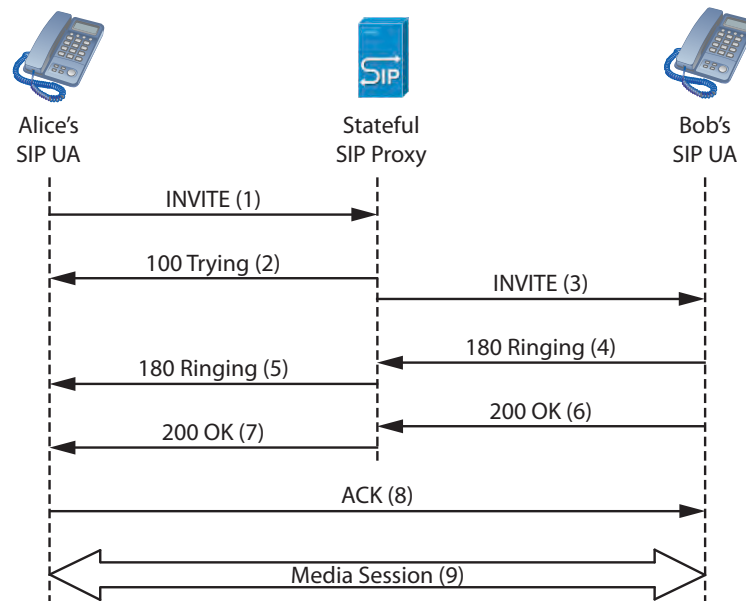 SIP
Alice's
SIP UA
Stateful
SIP Proxy
Bob's
SIP UA
INVITE (1)
100 Trying (2)
INVITE (3)
180 Ringing (4)
180 Ringing (5)
200 OK (6)
200 OK (7)
ACK (8)
Media Session (9)